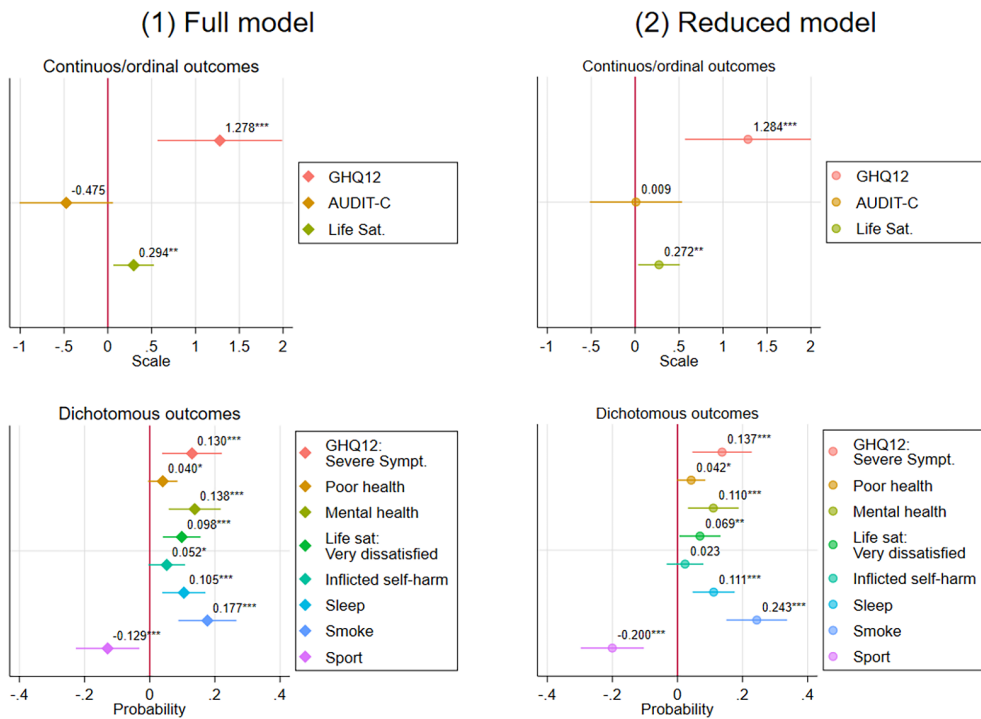 (1) Full model
(2) Reduced model
Continuos/ordinal outcomes
1.278***
-0.475
0.294**
-1 -.5 0 .5 1 1.5 2
Scale
GHQ12
AUDIT-C
Life Sat.
Continuos/ordinal outcomes
1.284***
0.009
0.272**
-1 -.5 0 .5 1 1.5 2
Scale
GHQ12
AUDIT-C
Life Sat.
Dichotomous outcomes
0.130***
0.040*
0.138***
0.098***
0.052*
0.105***
0.177***
-0.129***
-.4 -.2 0 .2 .4
Probability
GHQ12:
Severe Sympt.
Poor health
Mental health
Life sat:
Very dissatisfied
Inflicted self-harm
Sleep
Smoke
Sport
Dichotomous outcomes
0.137***
0.042*
0.110***
0.069**
0.023
0.111***
0.243***
-0.200***
-.4 -.2 0 .2 .4
Probability
GHQ12:
Severe Sympt.
Poor health
Mental health
Life sat:
Very dissatisfied
Inflicted self-harm
Sleep
Smoke
Sport